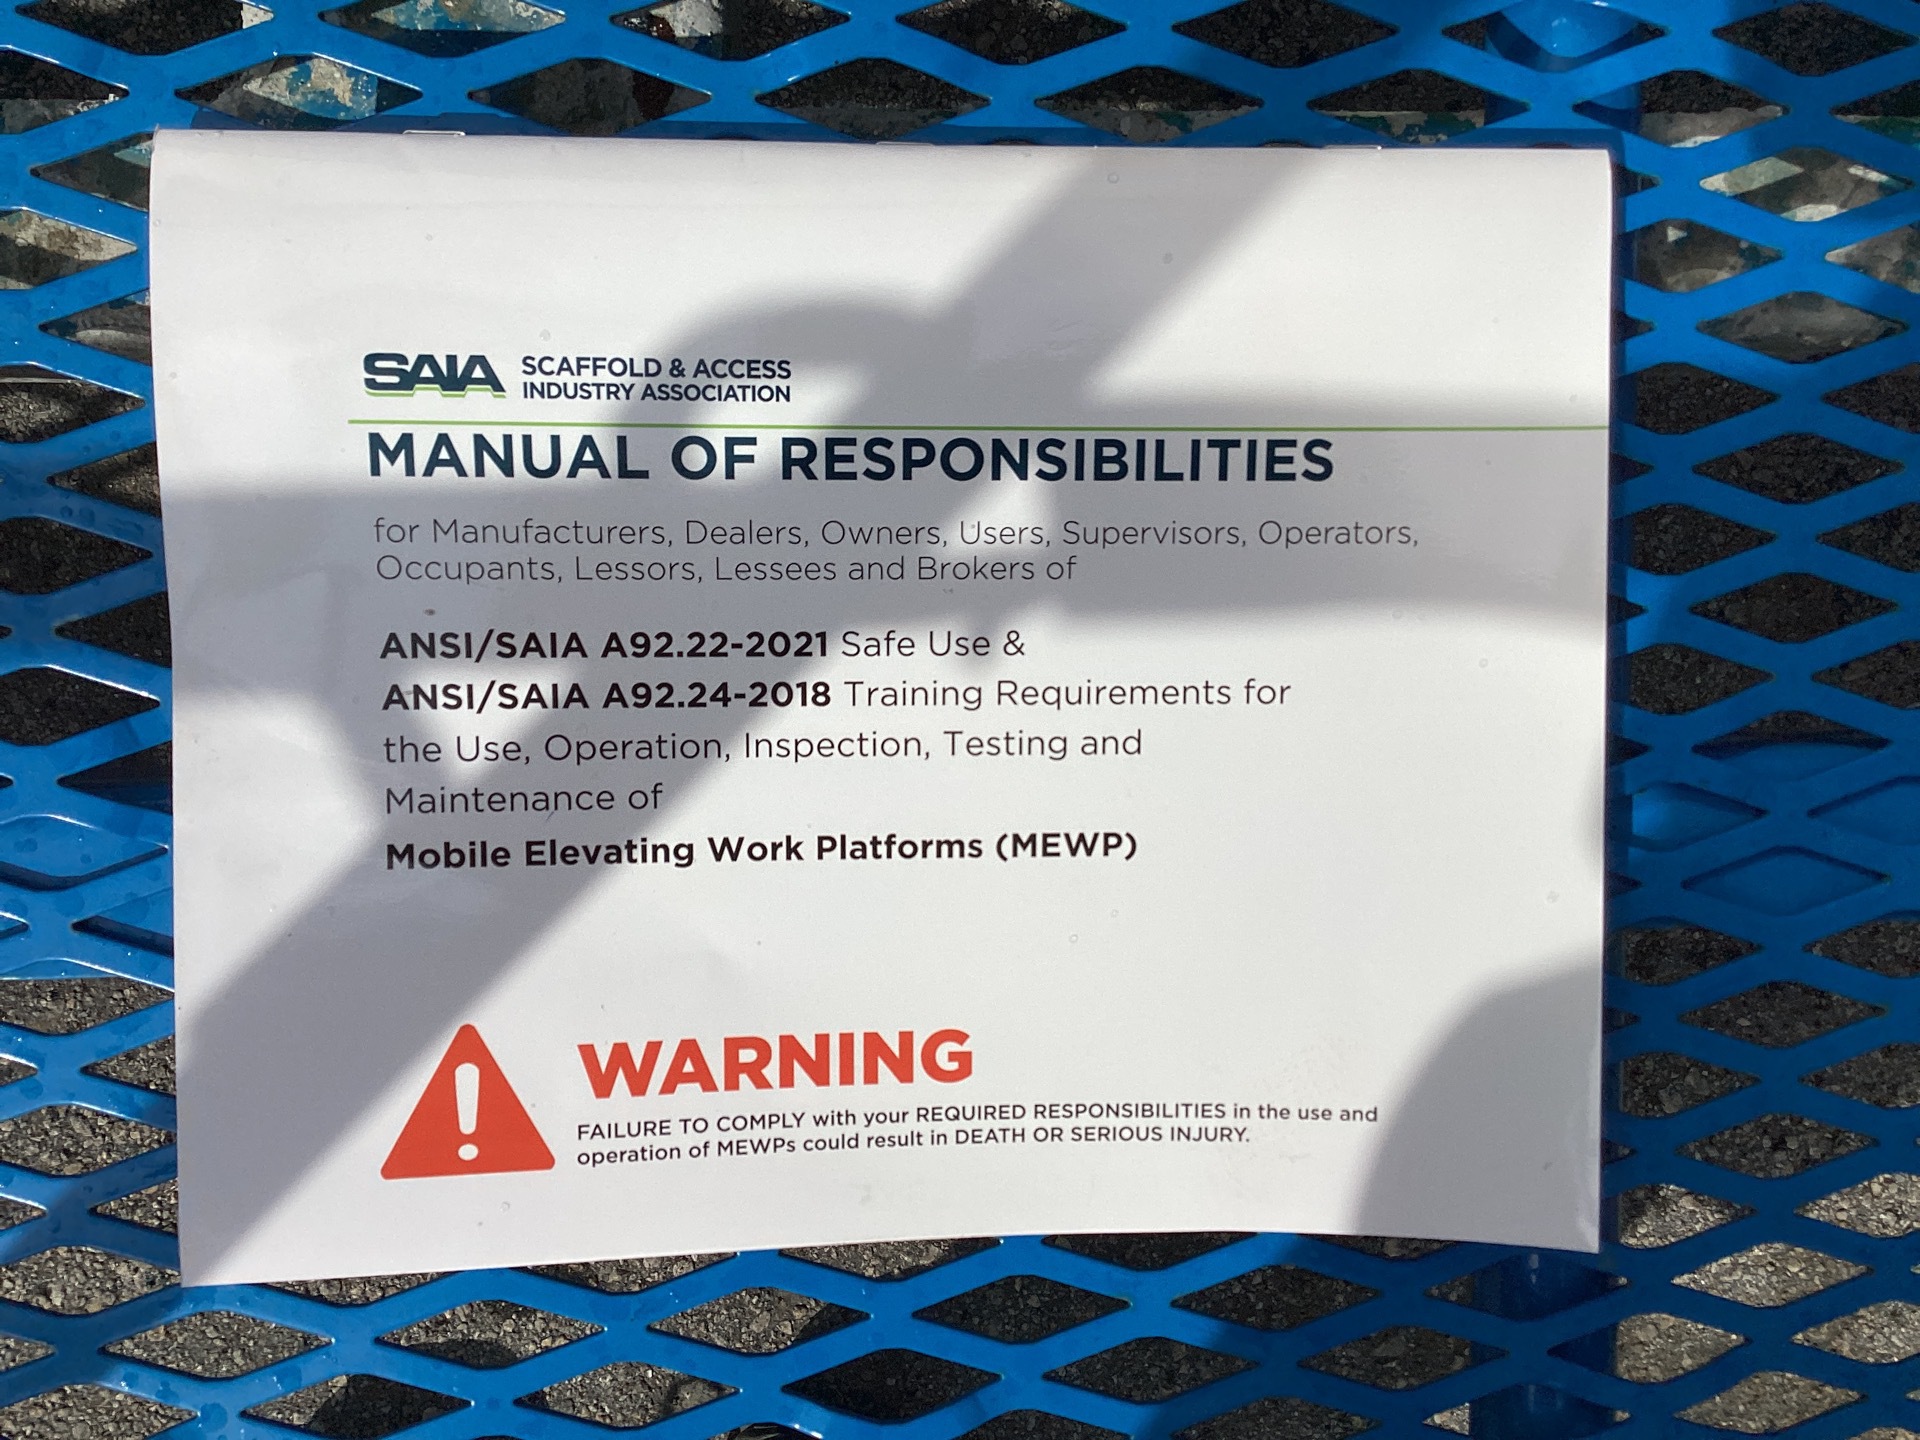 SAIA SCAFFOLD & ACCESS
INDUSTRY ASSOCIATION
MANUAL OF RESPONSIBILITIES
for Manufacturers, Dealers, Owners, Users, Supervisors, Operators,
Occupants, Lessors, Lessees and Brokers of
ANSI/SAIA A92.22-2021 Safe Use &
ANSI/SAIA A92.24-2018 Training Requirements for
the Use, Operation, Inspection, Testing and
Maintenance of
Mobile Elevating Work Platforms (MEWP)
WARNING
FAILURE TO COMPLY with your REQUIRED RESPONSIBILITIES in the use and
operation of MEWPs could result in DEATH OR SERIOUS INJURY.